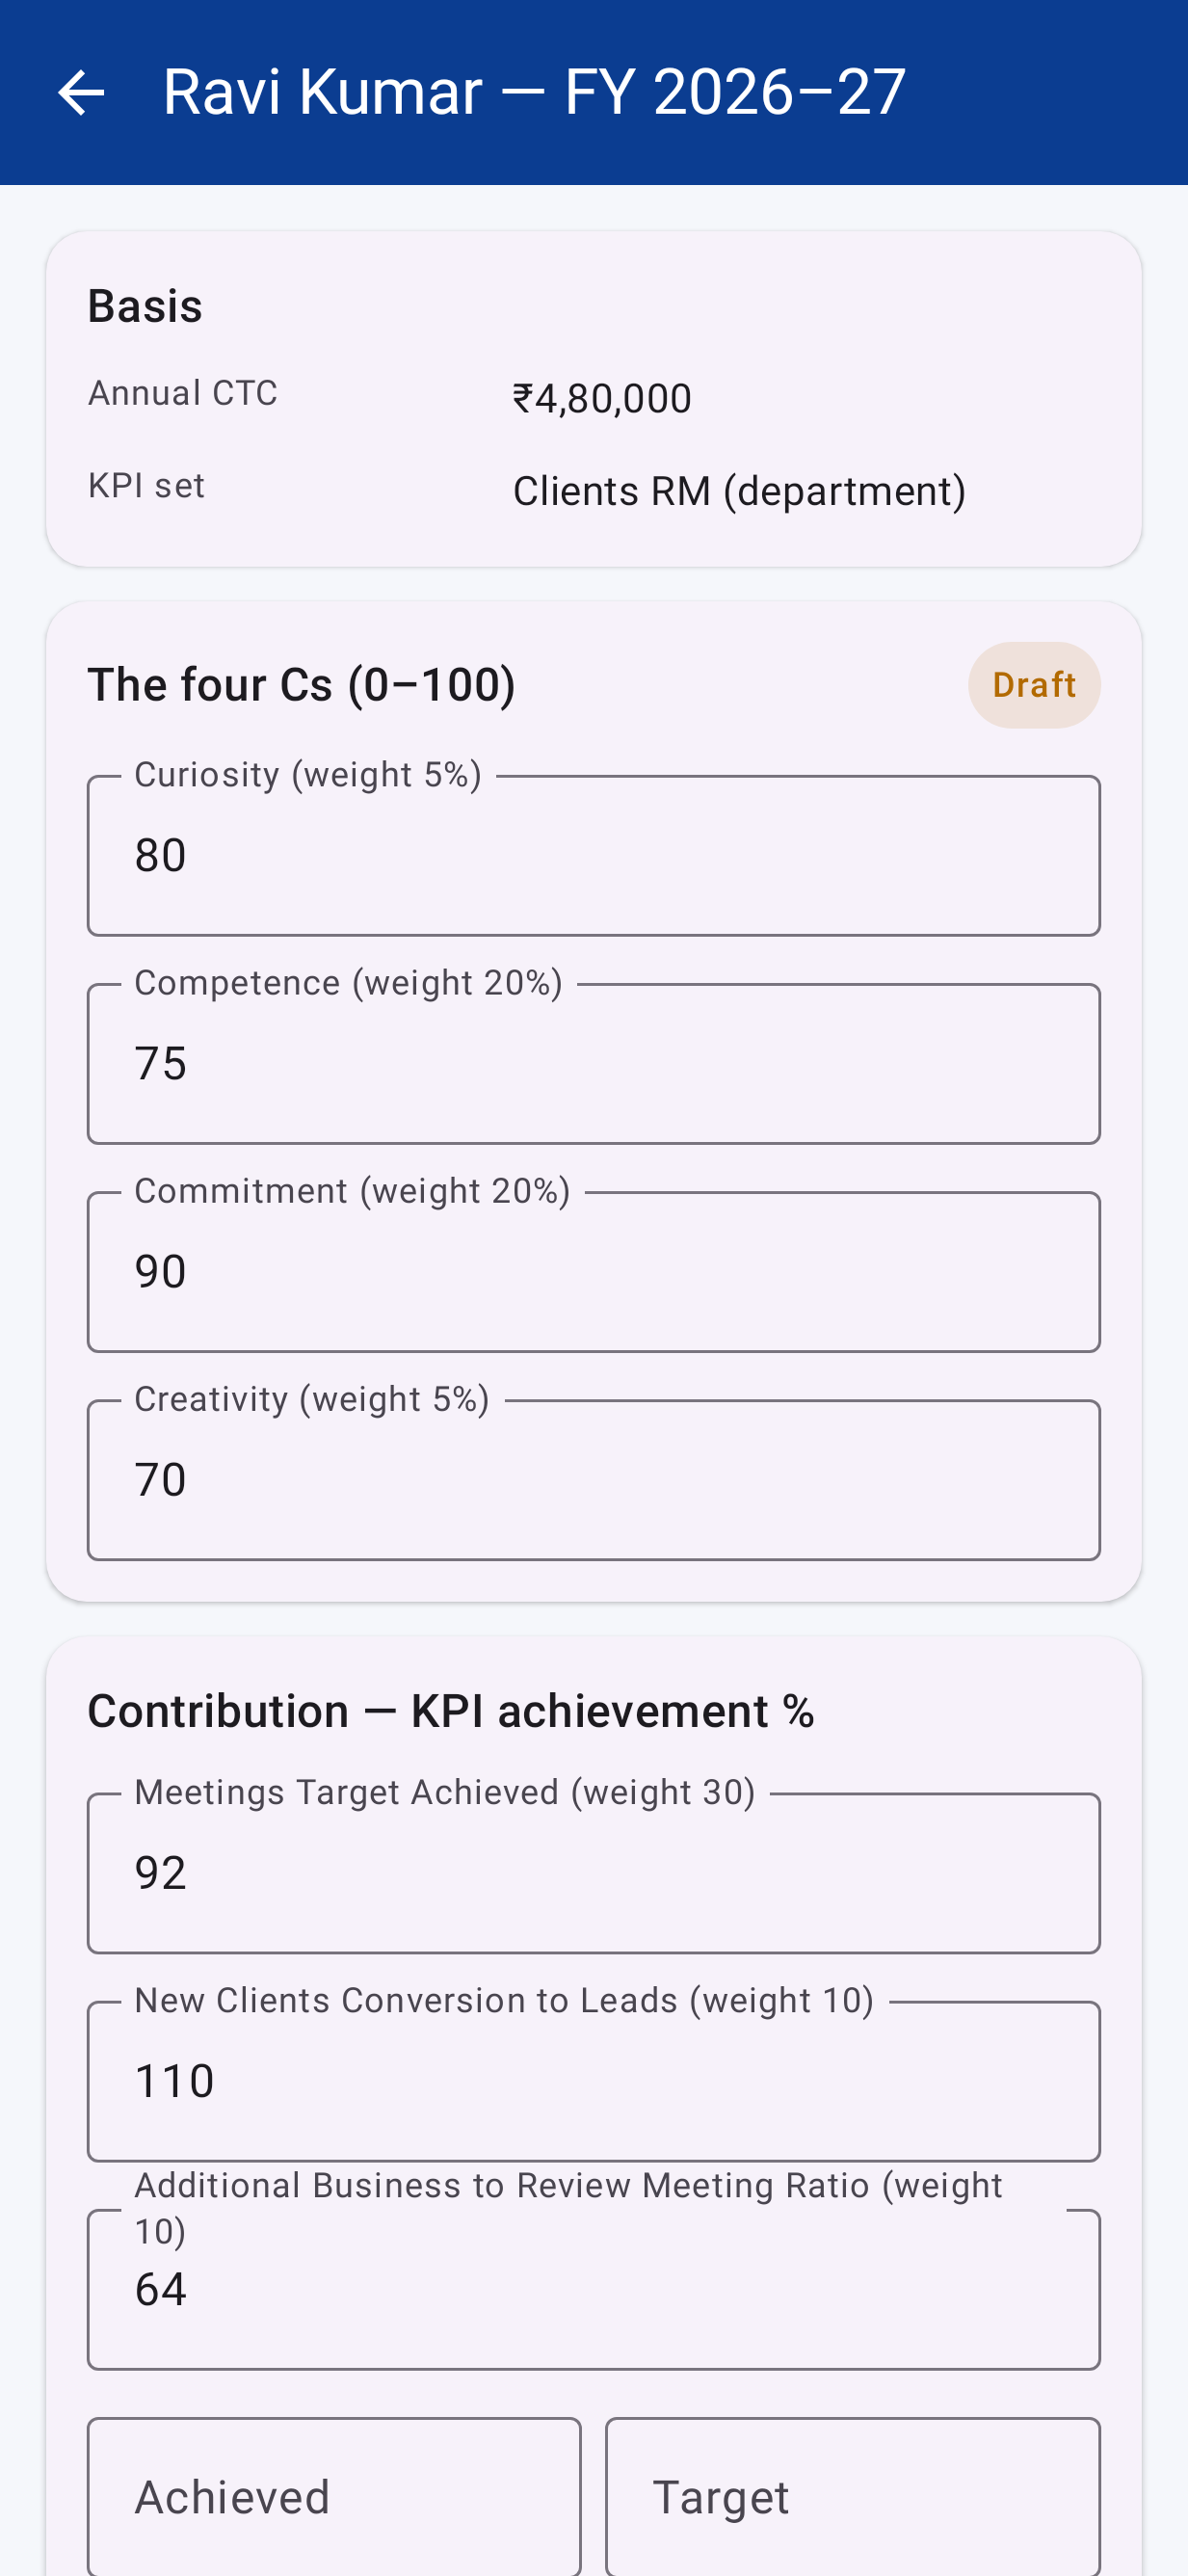 Ravi Kumar — FY 2026–27
Basis
Annual CTC ₹4,80,000
KPI set Clients RM (department)
The four Cs (0–100) Draft
Curiosity (weight 5%)
80
Competence (weight 20%)
75
Commitment (weight 20%)
90
Creativity (weight 5%)
70
Contribution — KPI achievement %
Meetings Target Achieved (weight 30)
92
New Clients Conversion to Leads (weight 10)
110
Additional Business to Review Meeting Ratio (weight
10)
64
Achieved Target